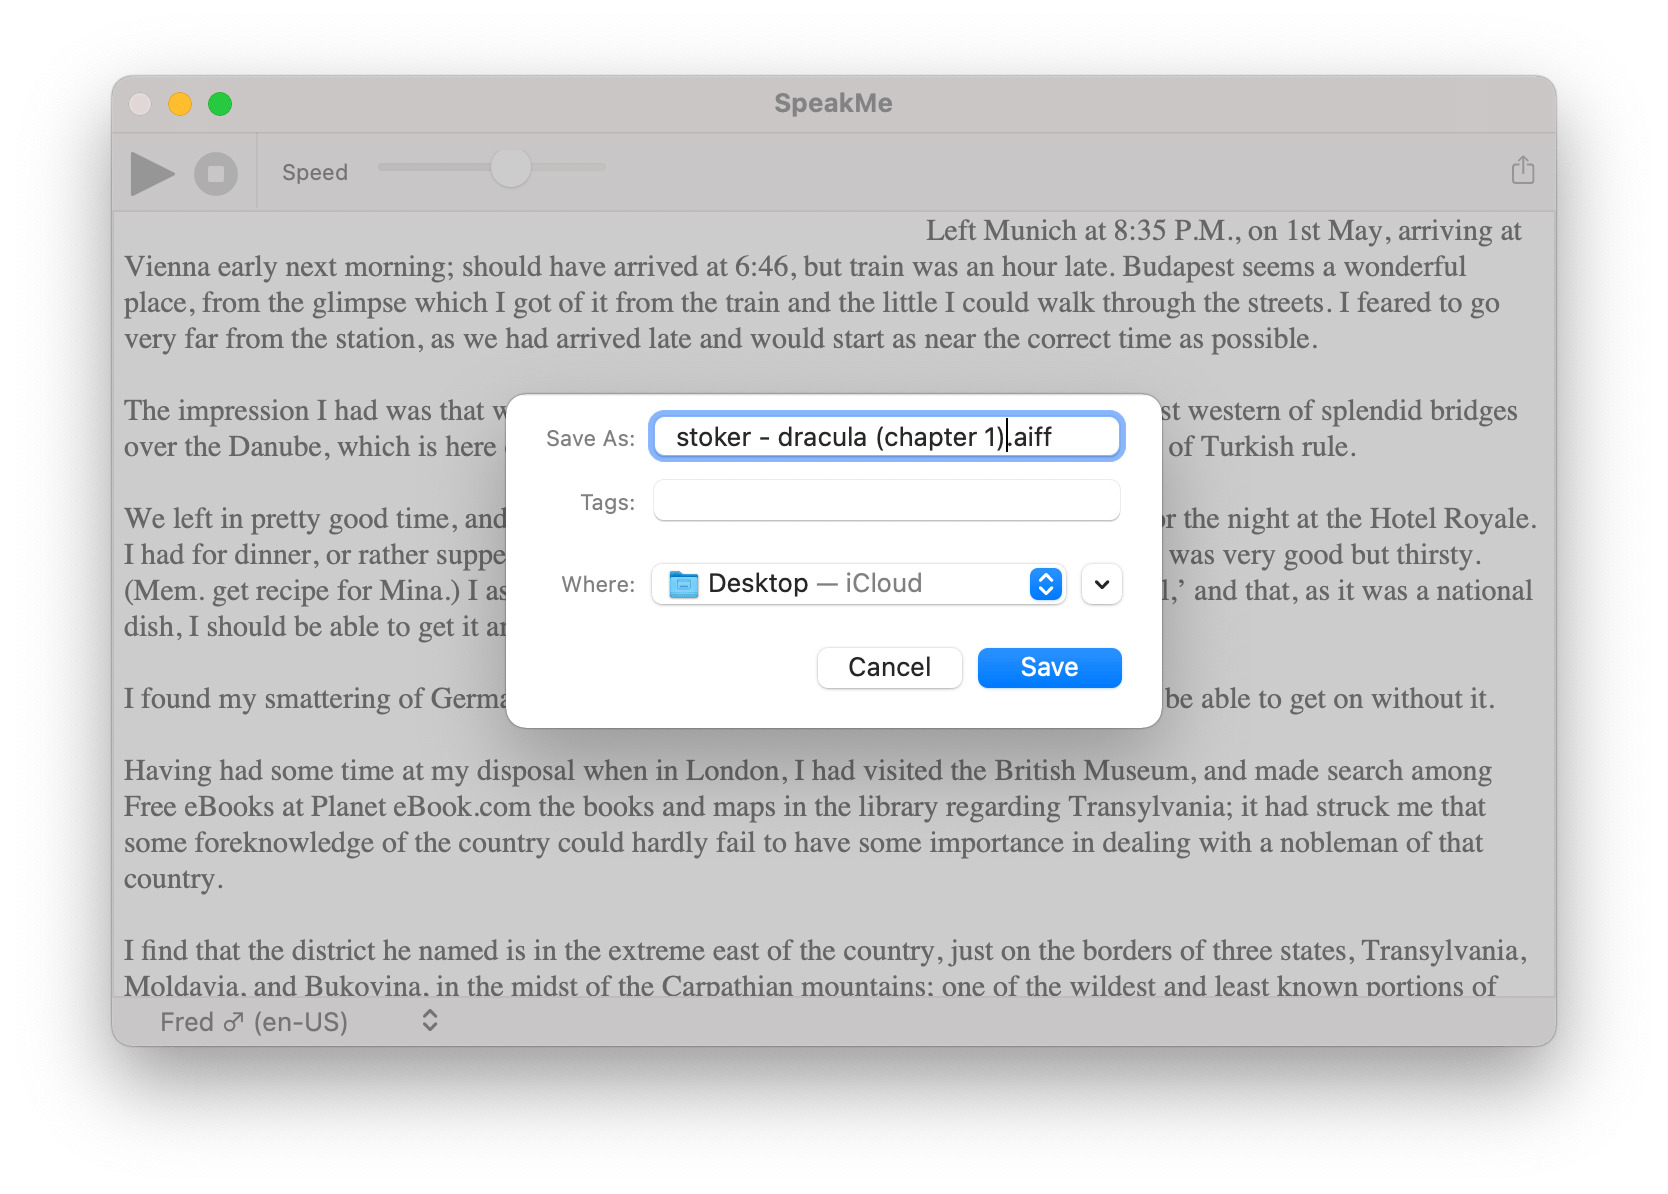 SpeakMe
Speed
Left Munich at 8:35 P.M., on 1st May, arriving at
Vienna early next morning; should have arrived at 6:46, but train was an hour late. Budapest seems a wonderful
place, from the glimpse which I got of it from the train and the little I could walk through the streets. I feared to go
very far from the station, as we had arrived late and would start as near the correct time as possible.
The impression I had was that
st western of splendid bridges
over the Danube, which is here
of Turkish rule.
We left in pretty good time, and
r the night at the Hotel Royale.
I had for dinner, or rather suppe
was very good but thirsty.
(Mem. get recipe for Mina.) I as
l,’ and that, as it was a national
dish, I should be able to get it
I found my smattering of Germa
be able to get on without it.
Save As: stoker - dracula (chapter 1).aiff
Tags:
Where: Desktop — iCloud
Cancel Save
Having had some time at my disposal when in London, I had visited the British Museum, and made search among
Free eBooks at Planet eBook.com the books and maps in the library regarding Transylvania; it had struck me that
some foreknowledge of the country could hardly fail to have some importance in dealing with a nobleman of that
country.
I find that the district he named is in the extreme east of the country, just on the borders of three states, Transylvania,
Moldavia, and Bukovina, in the midst of the Carpathian mountains; one of the wildest and least known portions of
Fred ♂ (en-US)